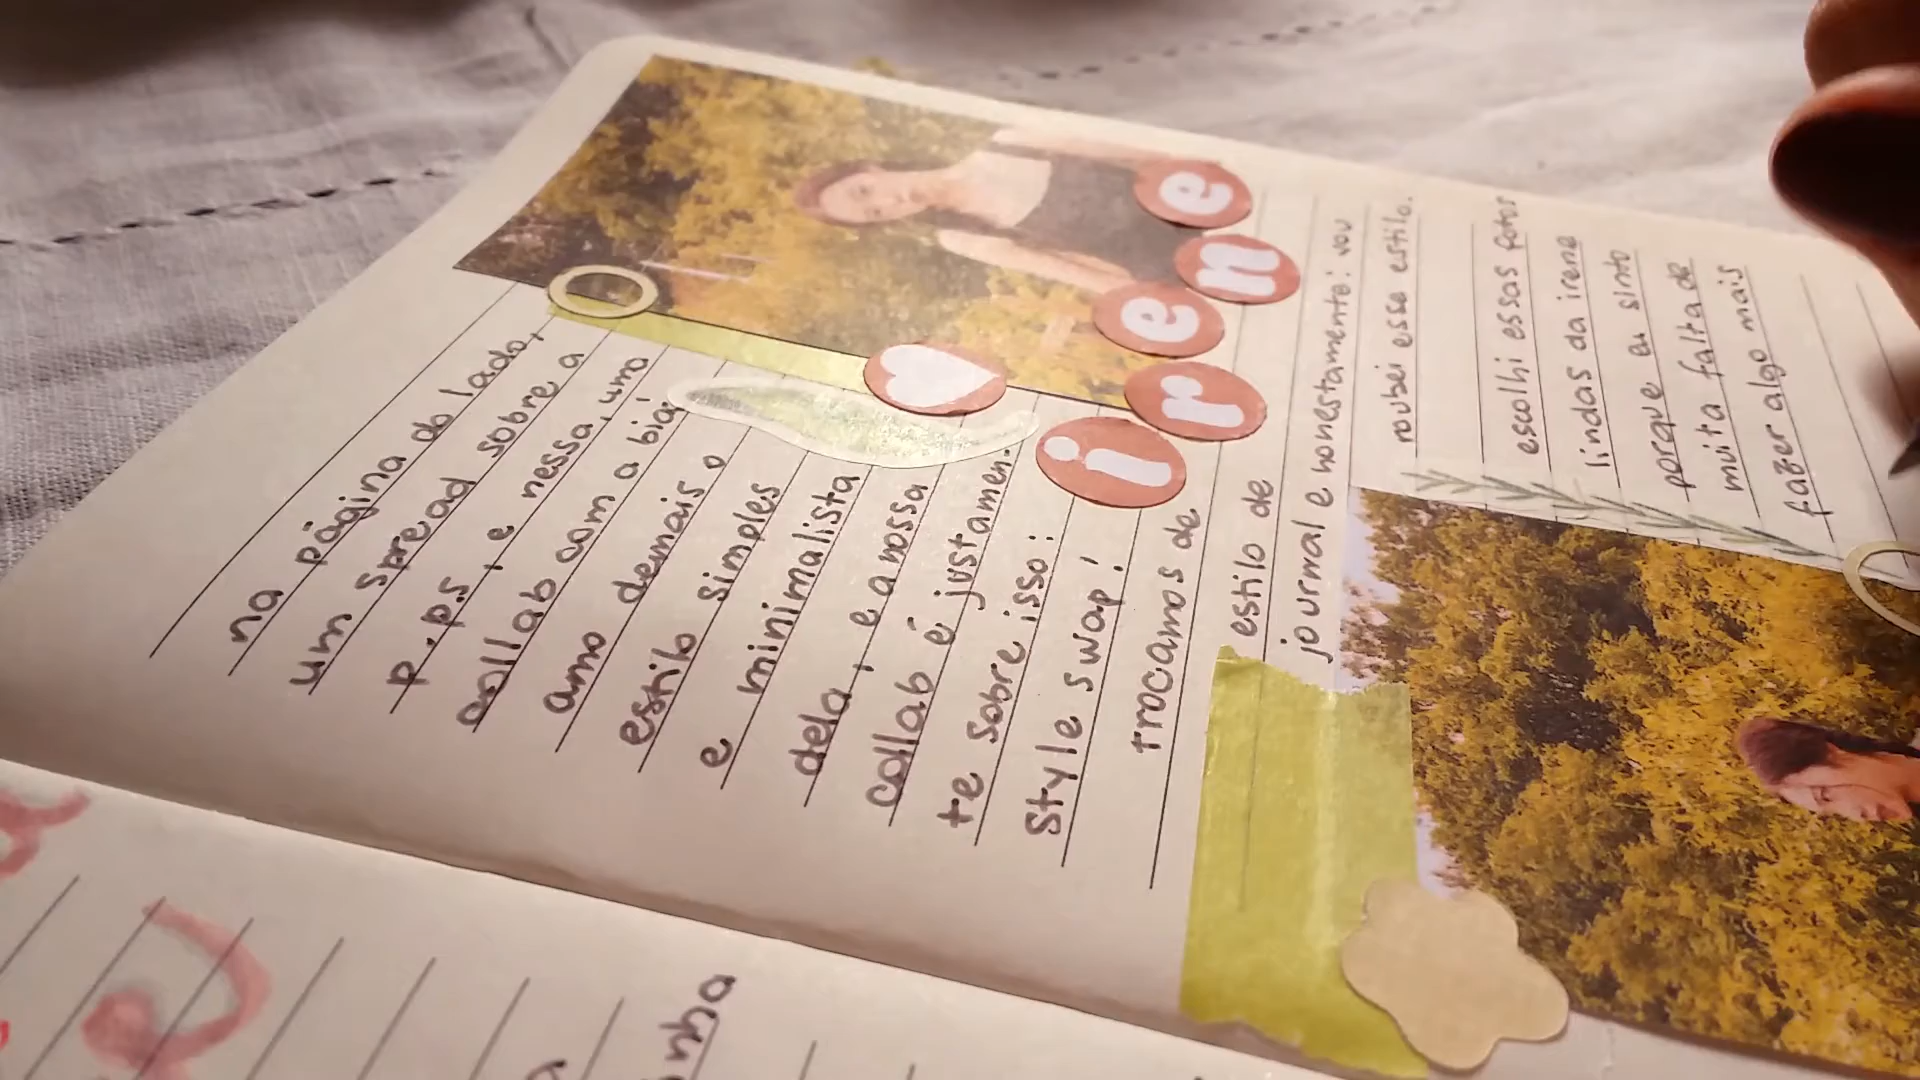 na página do lado,
um spread sobre a
p.p.s, e nessa, uma
collab com a bia.
amo demais o
estilo simples
e minimalista
dela, e a nossa
collab é justamen-
te sobre isso:
style swap!
trocamos de
estilo de
journal e honestamente: vou
roubei esse estilo.
irene
escolhi essas fotos
lindas da irene
porque eu sinto
muita falta de
fazer algo mais